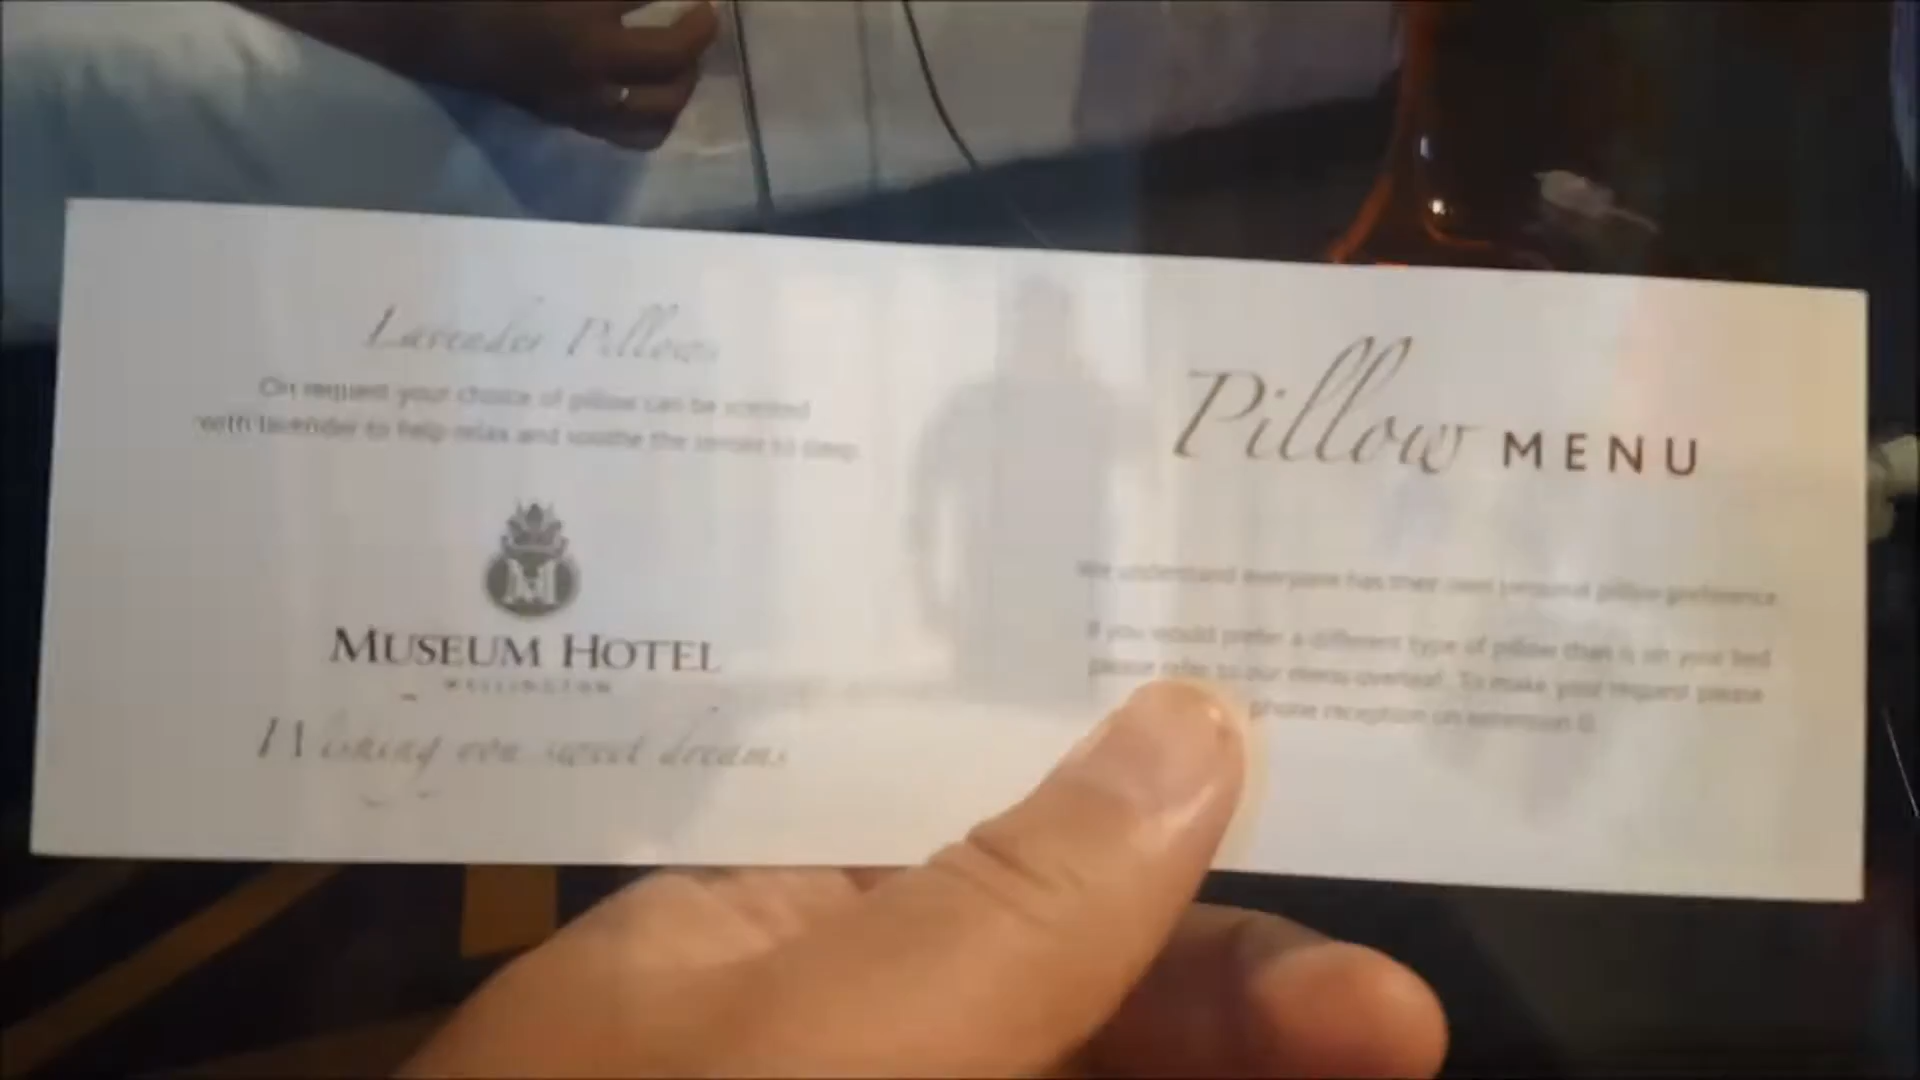 Lavender Pillows
On request your choice of pillow can be scented
with lavender to help relax and soothe the senses to sleep.
M
MUSEUM HOTEL
WELLINGTON
Wishing you sweet dreams
Pillow MENU
We understand everyone has their own personal pillow preference.
If you would prefer a different type of pillow than is on your bed
please refer to our menu overleaf. To make your request please
phone reception on extension